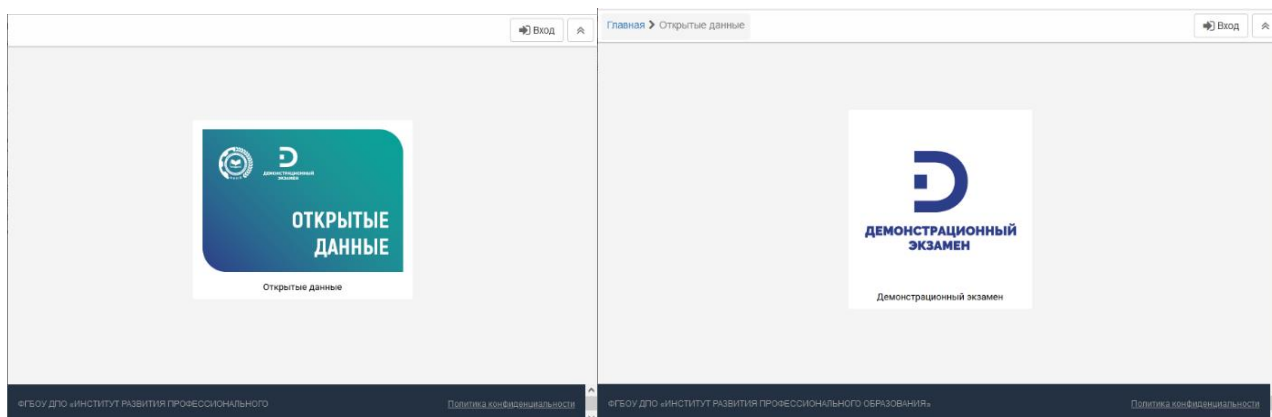 Вход
ДЕМОНСТРАЦИОННЫЙ
ЭКЗАМЕН
ОТКРЫТЫЕ
ДАННЫЕ
Открытые данные
ФГБОУ ДПО «ИНСТИТУТ РАЗВИТИЯ ПРОФЕССИОНАЛЬНОГО
Политика конфиденциальности
Главная > Открытые данные
Вход
ДЕМОНСТРАЦИОННЫЙ
ЭКЗАМЕН
Демонстрационный экзамен
ФГБОУ ДПО «ИНСТИТУТ РАЗВИТИЯ ПРОФЕССИОНАЛЬНОГО ОБРАЗОВАНИЯ»
Политика конфиденциальности